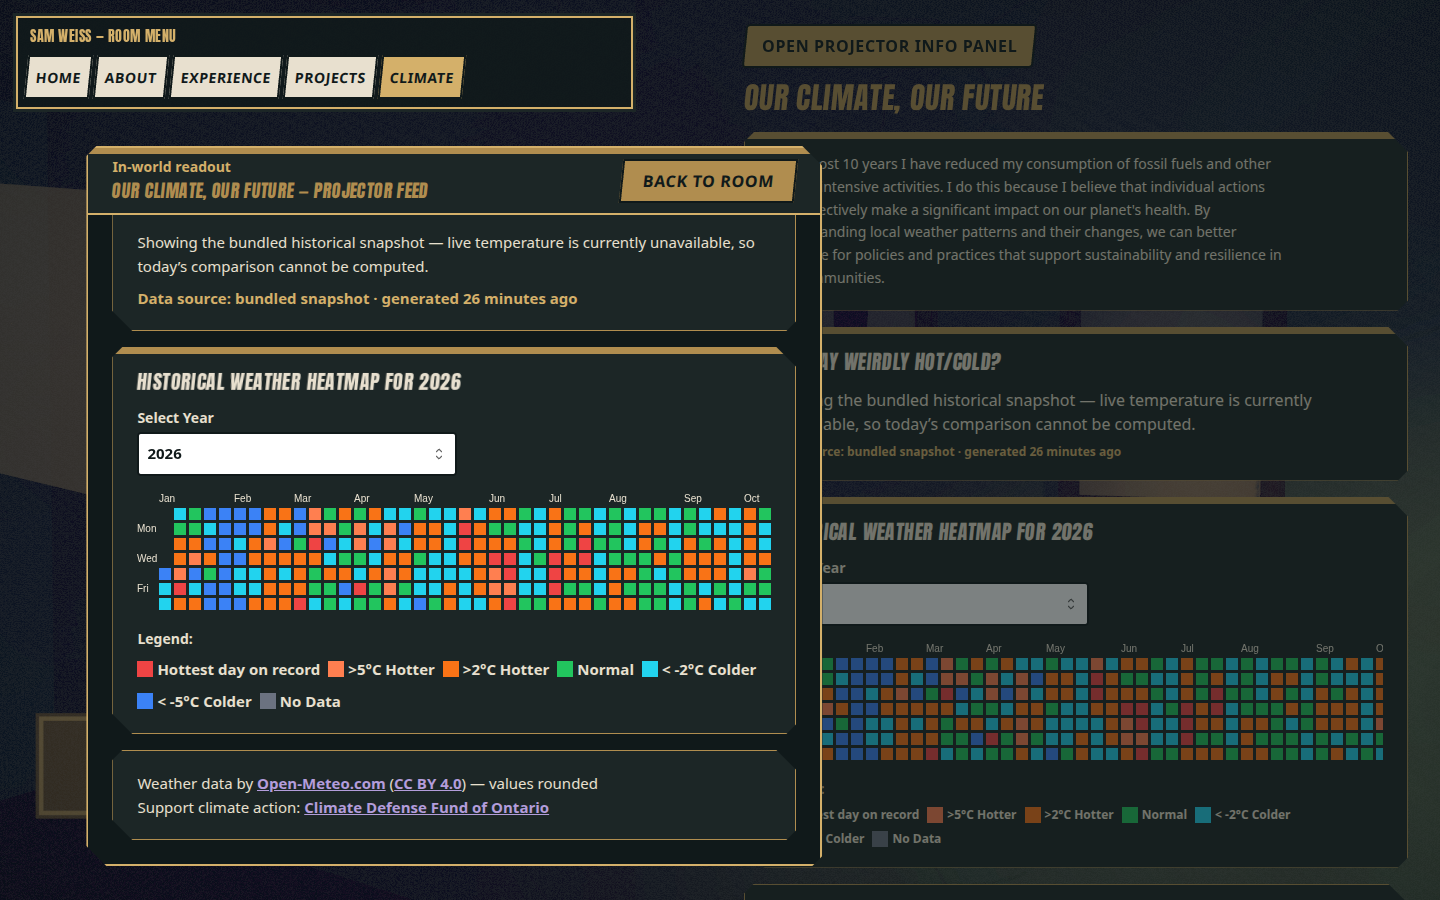 SAM WEISS – ROOM MENU
HOME ABOUT EXPERIENCE PROJECTS CLIMATE
OPEN PROJECTOR INFO PANEL
OUR CLIMATE, OUR FUTURE
In-world readout
OUR CLIMATE, OUR FUTURE – PROJECTOR FEED
BACK TO ROOM
Showing the bundled historical snapshot — live temperature is currently unavailable, so
today's comparison cannot be computed.
Data source: bundled snapshot · generated 26 minutes ago
HISTORICAL WEATHER HEATMAP FOR 2026
Select Year
2026
Jan Feb Mar Apr May Jun Jul Aug Sep Oct
Mon
Wed
Fri
Legend:
Hottest day on record >5°C Hotter >2°C Hotter Normal < -2°C Colder
< -5°C Colder No Data
Weather data by Open-Meteo.com (CC BY 4.0) — values rounded
Support climate action: Climate Defense Fund of Ontario
10 years I have reduced my consumption of fossil fuels and other
intensive activities. I do this because I believe that individual actions
make a significant impact on our planet's health. By
local weather patterns and their changes, we can better
for policies and practices that support sustainability and resilience in
WEIRDLY HOT/COLD?
the bundled historical snapshot — live temperature is currently
so today's comparison cannot be computed.
bundled snapshot · generated 26 minutes ago
WEATHER HEATMAP FOR 2026
Feb Mar Apr May Jun Jul Aug Sep
day on record >5°C Hotter >2°C Hotter Normal < -2°C Colder
Colder No Data